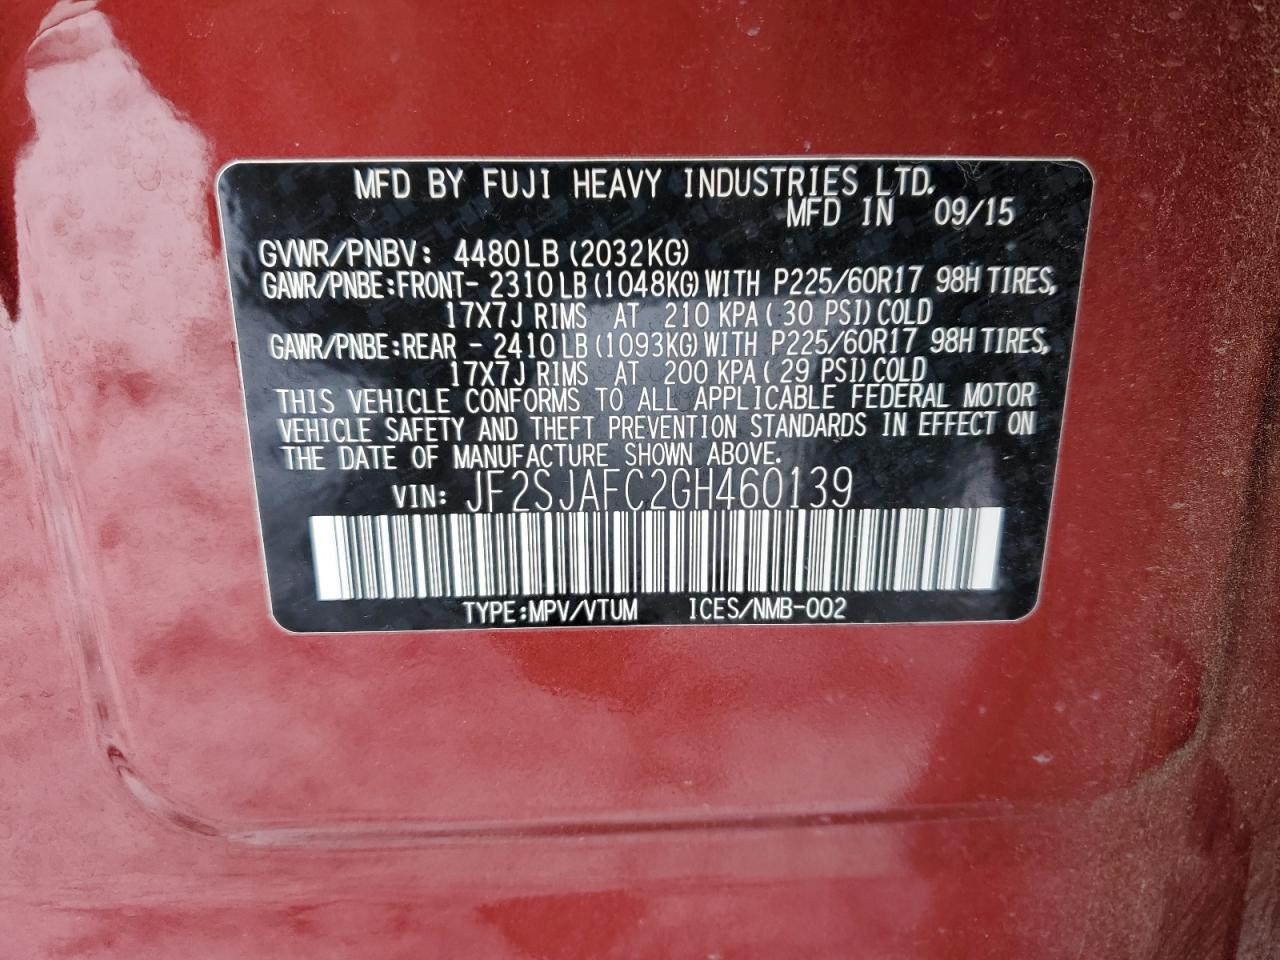 MFD BY FUJI HEAVY INDUSTRIES LTD.
MFD IN 09/15
GVWR/PNBV: 4480LB (2032KG)
GAWR/PNBE:FRONT- 2310LB (1048KG) WITH P225/60R17 98H TIRES,
17X7J RIMS AT 210 KPA ( 30 PSI) COLD
GAWR/PNBE:REAR - 2410LB (1093KG) WITH P225/60R17 98H TIRES,
17X7J RIMS AT 200 KPA (29 PSI) COLD
THIS VEHICLE CONFORMS TO ALL APPLICABLE FEDERAL MOTOR
VEHICLE SAFETY AND THEFT PREVENTION STANDARDS IN EFFECT ON
THE DATE OF MANUFACTURE SHOWN ABOVE.
VIN: JF2SJAFC2GH460139
TYPE:MPV/VTUM ICES/NMB-002